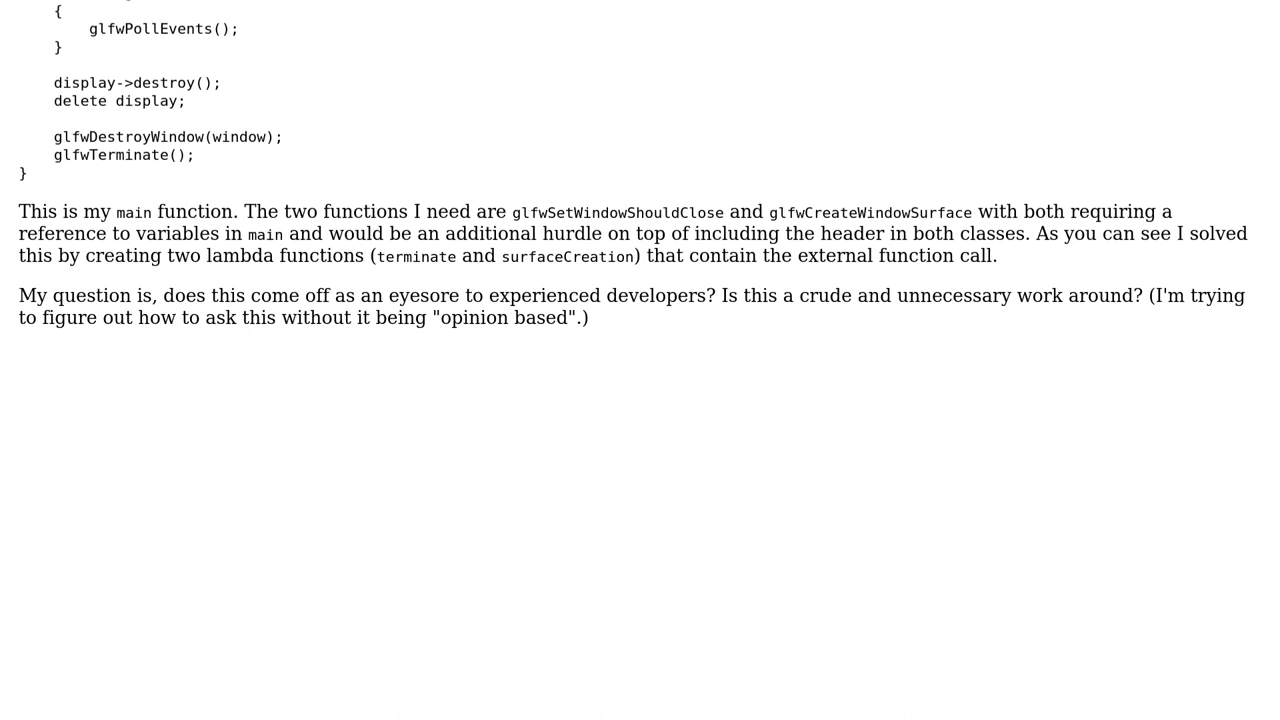 {
glfwPollEvents();
}
display->destroy();
delete display;
glfwDestroyWindow(window);
glfwTerminate();
}
This is my main function. The two functions I need are glfwSetWindowShouldClose and glfwCreateWindowSurface with both requiring a
reference to variables in main and would be an additional hurdle on top of including the header in both classes. As you can see I solved
this by creating two lambda functions (terminate and surfaceCreation) that contain the external function call.
My question is, does this come off as an eyesore to experienced developers? Is this a crude and unnecessary work around? (I'm trying
to figure out how to ask this without it being "opinion based".)